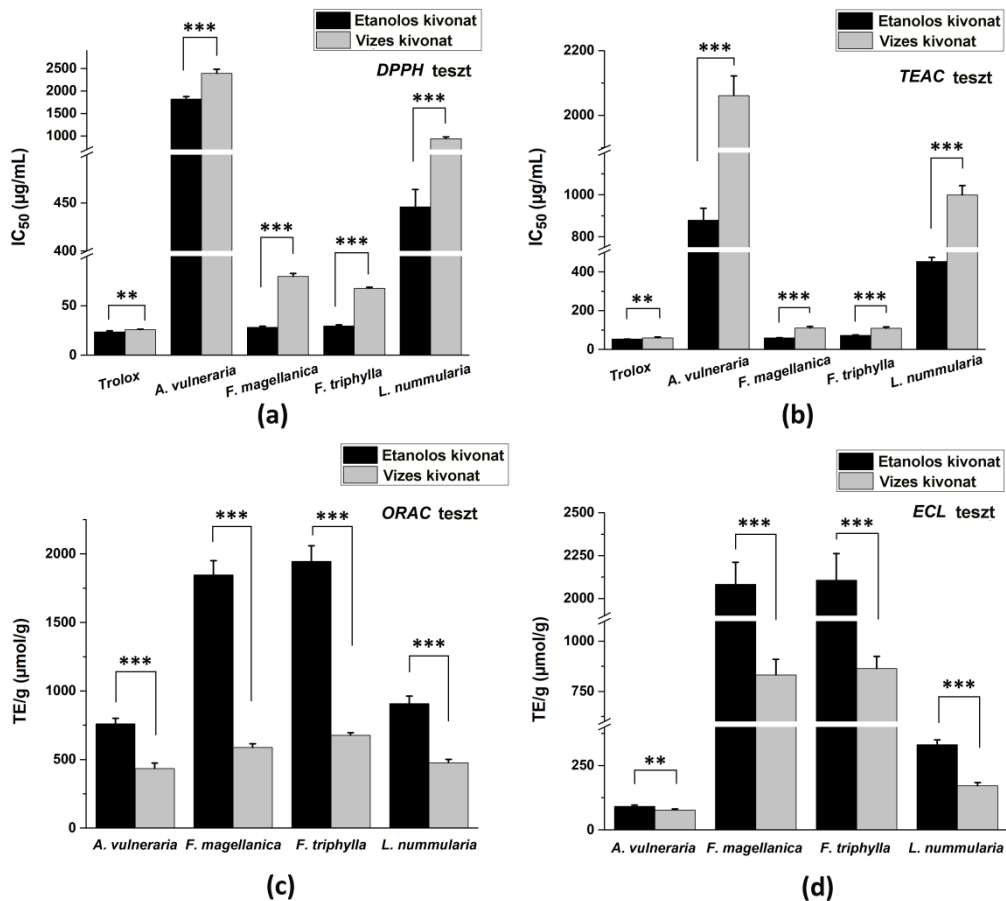 Etanolos kivonat
Vizes kivonat
DPPH teszt
IC50 (µg/mL)
2500
2000
1500
1000
450
400
50
0
***
***
***
***
**
Trolox
A. vulneraria
F. magellanica
F. triphylla
L. nummularia
(a)
Etanolos kivonat
Vizes kivonat
TEAC teszt
IC50 (µg/mL)
2200
2000
1000
800
400
200
0
***
***
***
***
**
Trolox
A. vulneraria
F. magellanica
F. triphylla
L. nummularia
(b)
Etanolos kivonat
Vizes kivonat
ORAC teszt
TE/g (µmol/g)
2000
1500
1000
500
0
***
***
***
***
A. vulneraria
F. magellanica
F. triphylla
L. nummularia
(c)
Etanolos kivonat
Vizes kivonat
ECL teszt
TE/g (µmol/g)
2500
2250
2000
1000
750
250
0
**
***
***
***
A. vulneraria
F. magellanica
F. triphylla
L. nummularia
(d)